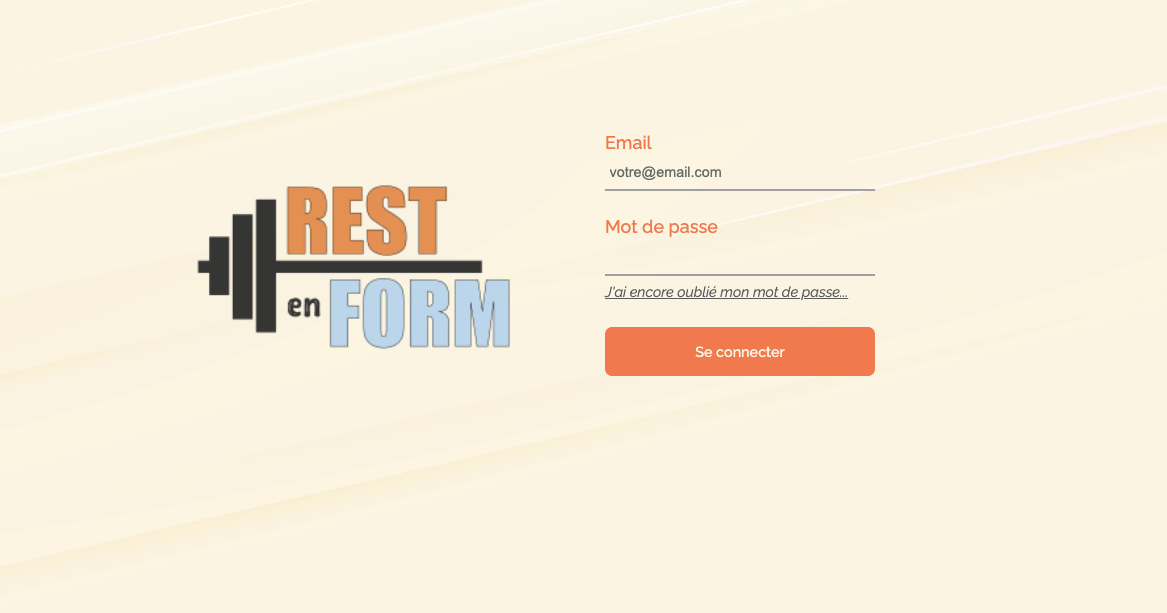 REST
en FORM
Email
votre@email.com
Mot de passe
J'ai encore oublié mon mot de passe...
Se connecter